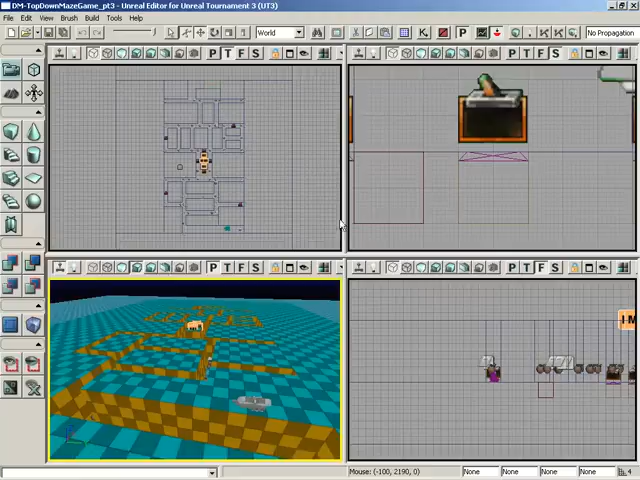 DM-TopDownMazeGame_pt3 - Unreal Editor for Unreal Tournament 3 (UT3)
File Edit View Brush Build Tools Help
World
P
No Propagation
P T F S
P T F S
P T F S
P T F S
I M
Mouse: (-100, 2190, 0)
None
None
None
None
4